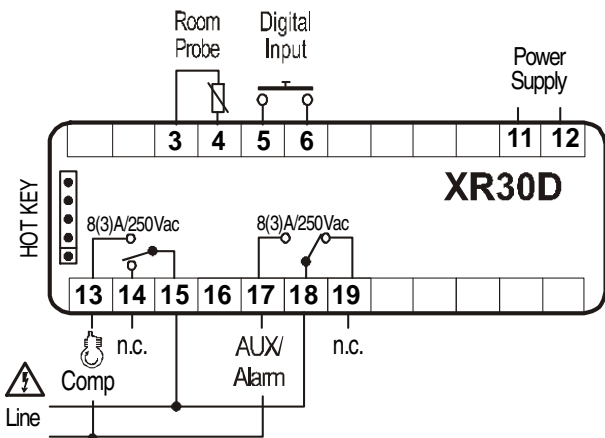 Room
Probe
Digital
Input
Power
Supply
3 4 5 6 11 12
XR30D
HOT KEY
8(3)A/250Vac 8(3)A/250Vac
13 14 15 16 17 18 19
n.c. n.c.
Comp
AUX/
Alarm
Line